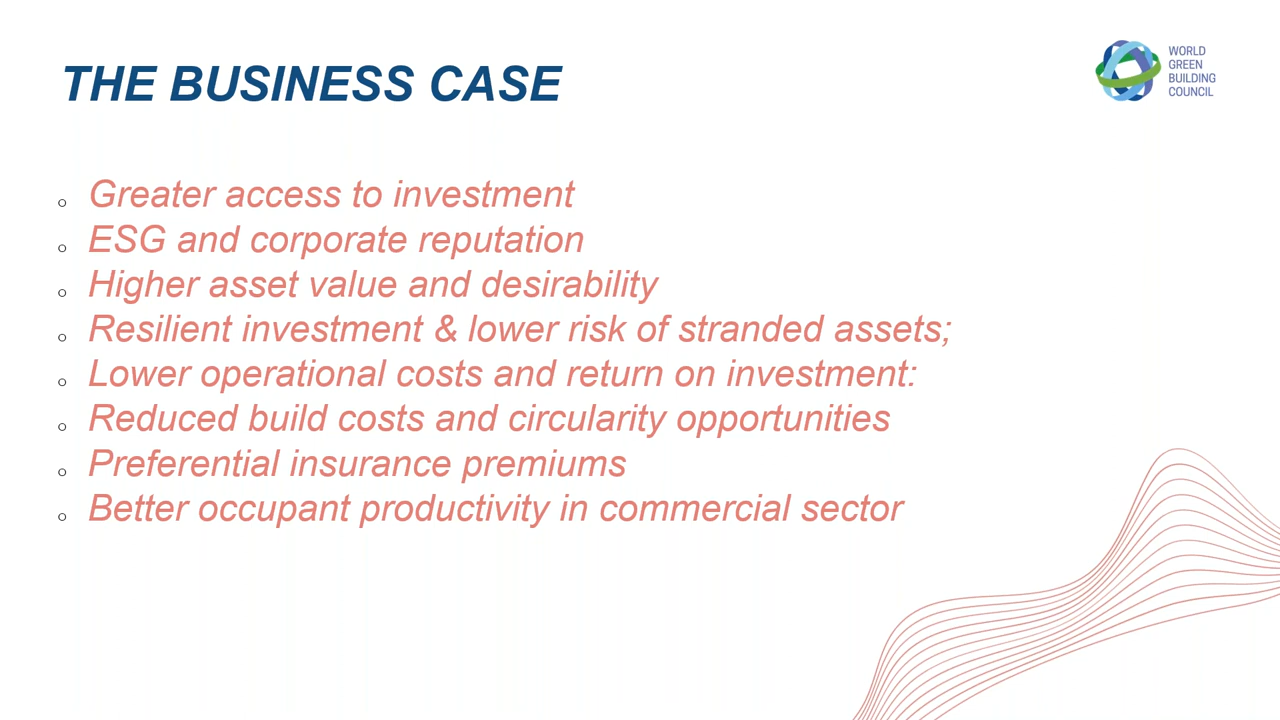 THE BUSINESS CASE
WORLD
GREEN
BUILDING
COUNCIL
Greater access to investment
ESG and corporate reputation
Higher asset value and desirability
Resilient investment & lower risk of stranded assets;
Lower operational costs and return on investment:
Reduced build costs and circularity opportunities
Preferential insurance premiums
Better occupant productivity in commercial sector